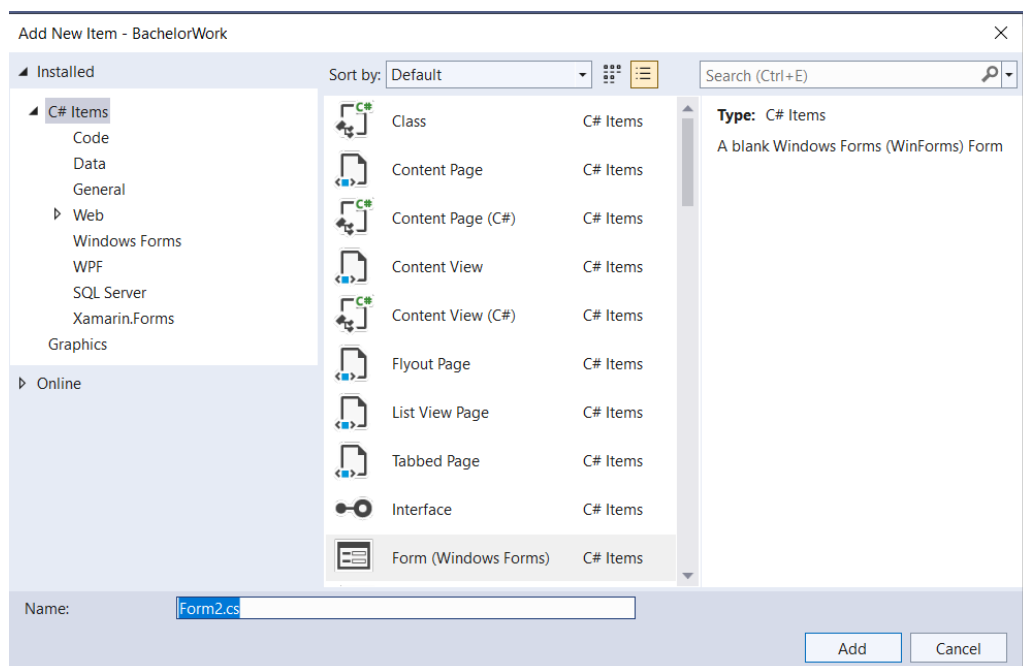 Add New Item - BachelorWork
Installed
Sort by: Default
Search (Ctrl+E)
C# Items
Code
Data
General
Web
Windows Forms
WPF
SQL Server
Xamarin.Forms
Graphics
Online
C# Class C# Items
Content Page C# Items
C# Content Page (C#) C# Items
Content View C# Items
C# Content View (C#) C# Items
Flyout Page C# Items
List View Page C# Items
Tabbed Page C# Items
Interface C# Items
Form (Windows Forms) C# Items
Type: C# Items
A blank Windows Forms (WinForms) Form
Name: Form2.cs
Add Cancel